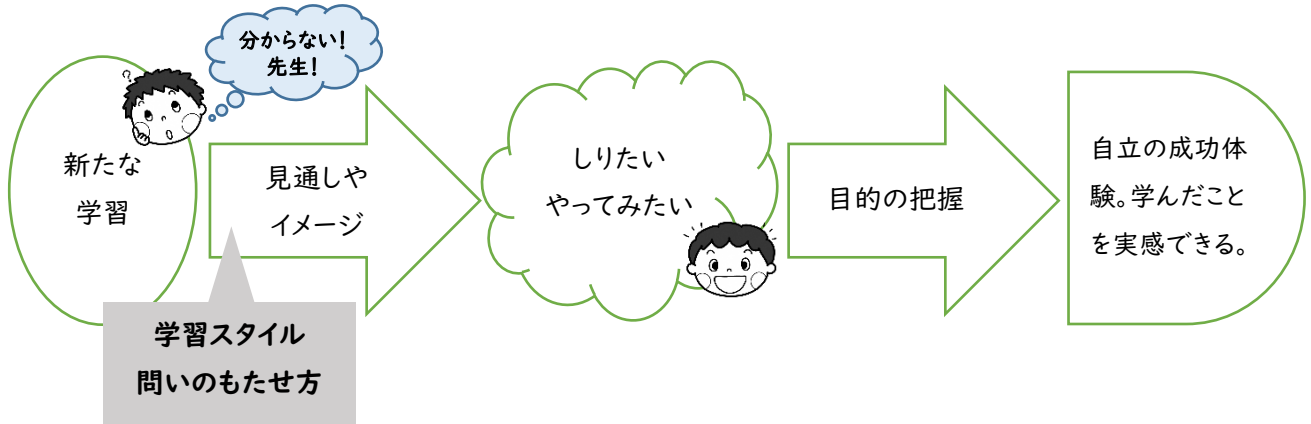 分からない!
先生!
?
新たな
学習
見通しや
イメージ
学習スタイル
問いのもたせ方
しりたい
やってみたい
目的の把握
自立の成功体
験。学んだこと
を実感できる。